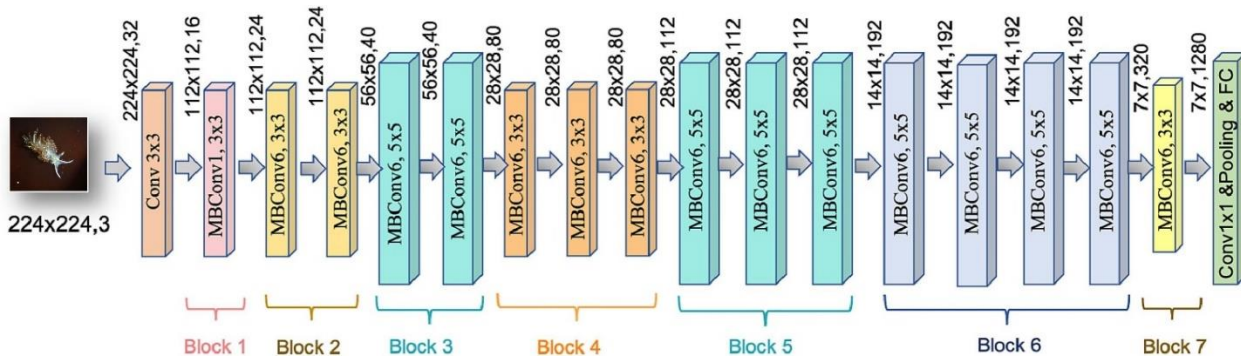 224x224,3
224x224,32
Conv 3x3
112x112,16
MBConv1, 3x3
112x112,24
MBConv6, 3x3
112x112,24
MBConv6, 3x3
56x56,40
MBConv6, 5x5
56x56,40
MBConv6, 5x5
28x28,80
MBConv6, 3x3
28x28,80
MBConv6, 3x3
28x28,80
MBConv6, 3x3
28x28,112
MBConv6, 5x5
28x28,112
MBConv6, 5x5
28x28,112
MBConv6, 5x5
14x14,192
MBConv6, 5x5
14x14,192
MBConv6, 5x5
14x14,192
MBConv6, 5x5
14x14,192
MBConv6, 5x5
7x7,320
MBConv6, 3x3
7x7,1280
Conv1x1 &Pooling & FC
Block 1
Block 2
Block 3
Block 4
Block 5
Block 6
Block 7